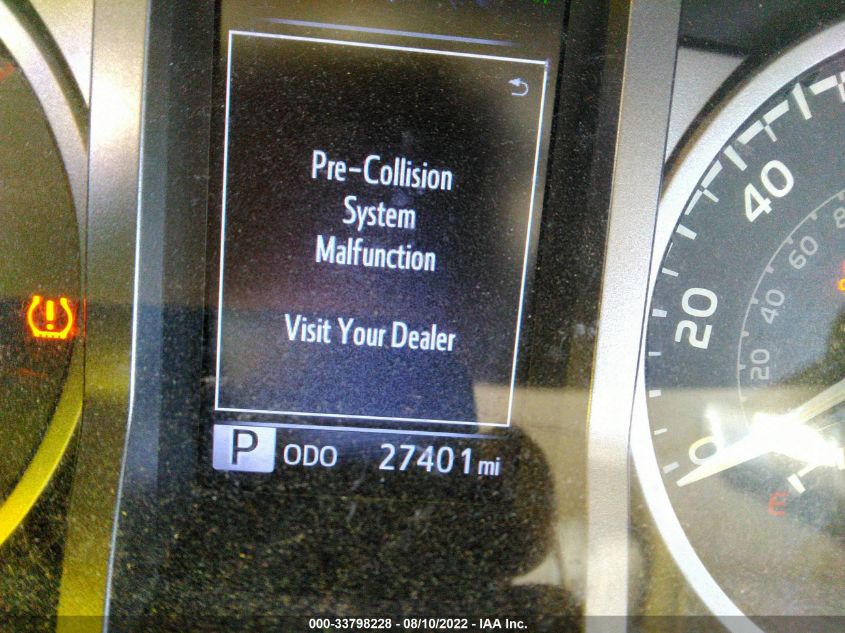 Pre-Collision
System
Malfunction
Visit Your Dealer
P ODO 27401 mi
40
20
0
60
40
20
E
000-33798228 - 08/10/2022 - IAA Inc.